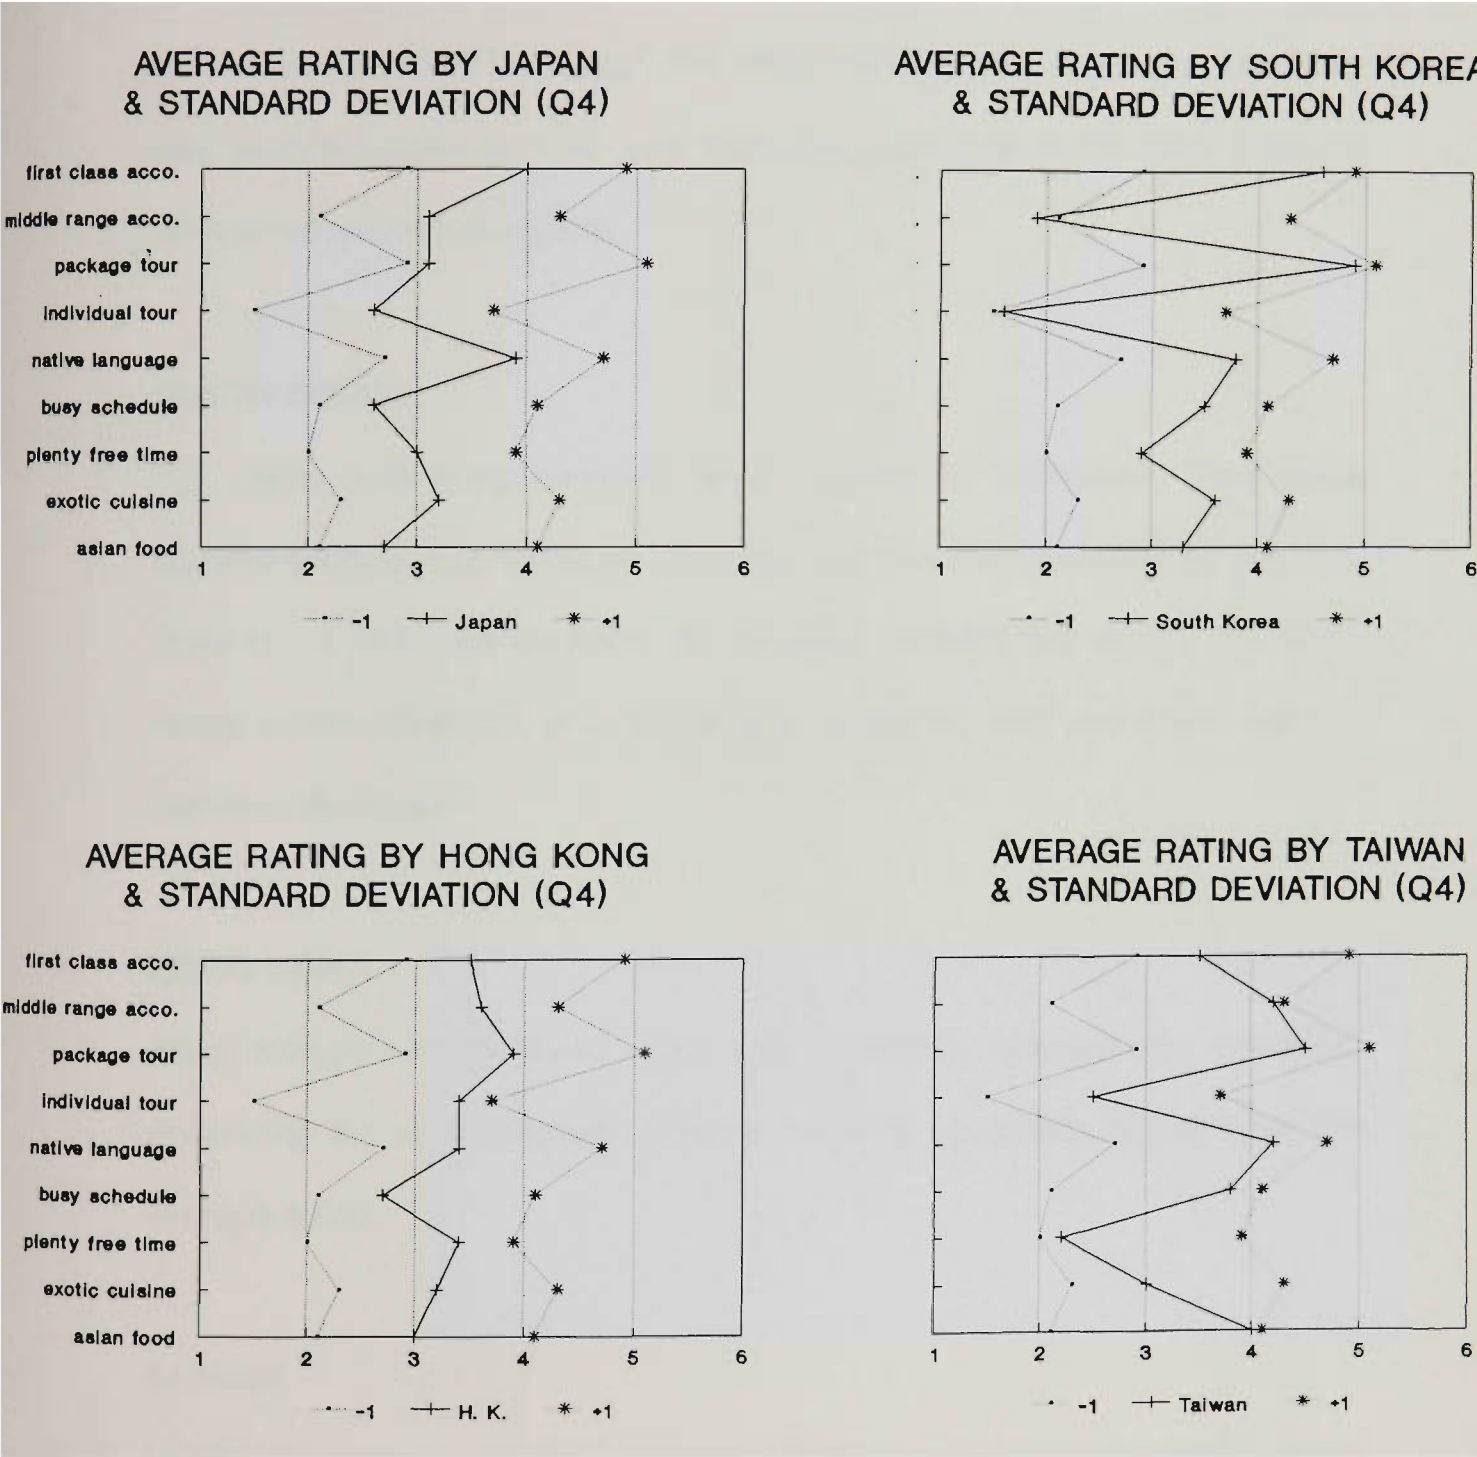 AVERAGE RATING BY JAPAN
& STANDARD DEVIATION (Q4)
first class acco.
middle range acco.
package tour
individual tour
native language
busy schedule
plenty free time
exotic cuisine
asian food
1 2 3 4 5 6
-1 Japan +1
AVERAGE RATING BY SOUTH KOREA
& STANDARD DEVIATION (Q4)
1 2 3 4 5 6
-1 South Korea +1
AVERAGE RATING BY HONG KONG
& STANDARD DEVIATION (Q4)
first class acco.
middle range acco.
package tour
individual tour
native language
busy schedule
plenty free time
exotic cuisine
asian food
1 2 3 4 5 6
-1 H. K. +1
AVERAGE RATING BY TAIWAN
& STANDARD DEVIATION (Q4)
1 2 3 4 5 6
-1 Taiwan +1